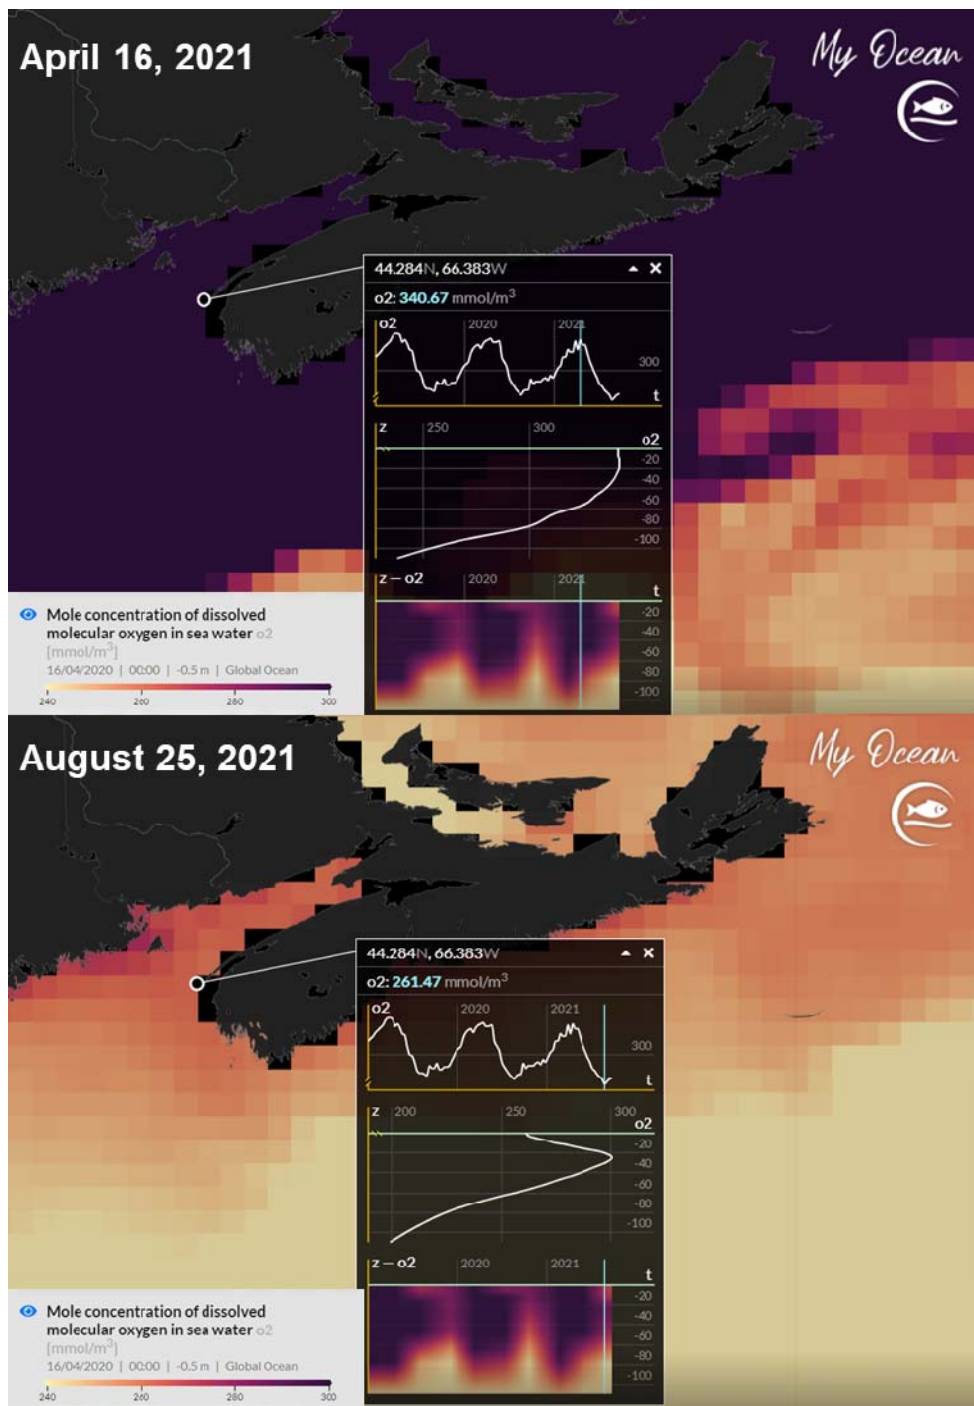 April 16, 2021
My Ocean
44.284N, 66.383W
o2: 340.67 mmol/m³
o2 2020 2021
300
t
z 250 300
o2
-20
-40
-60
-80
-100
z – o2 2020 2021
t
-20
-40
-60
-80
-100
Mole concentration of dissolved
molecular oxygen in sea water o2
[mmol/m³]
16/04/2020 | 00:00 | -0.5 m | Global Ocean
240 260 280 300
August 25, 2021
My Ocean
44.284N, 66.383W
o2: 261.47 mmol/m³
o2 2020 2021
300
t
z 200 250 300
o2
-20
-40
-60
-80
-100
z – o2 2020 2021
t
-20
-40
-60
-80
-100
Mole concentration of dissolved
molecular oxygen in sea water o2
[mmol/m³]
16/04/2020 | 00:00 | -0.5 m | Global Ocean
240 260 280 300